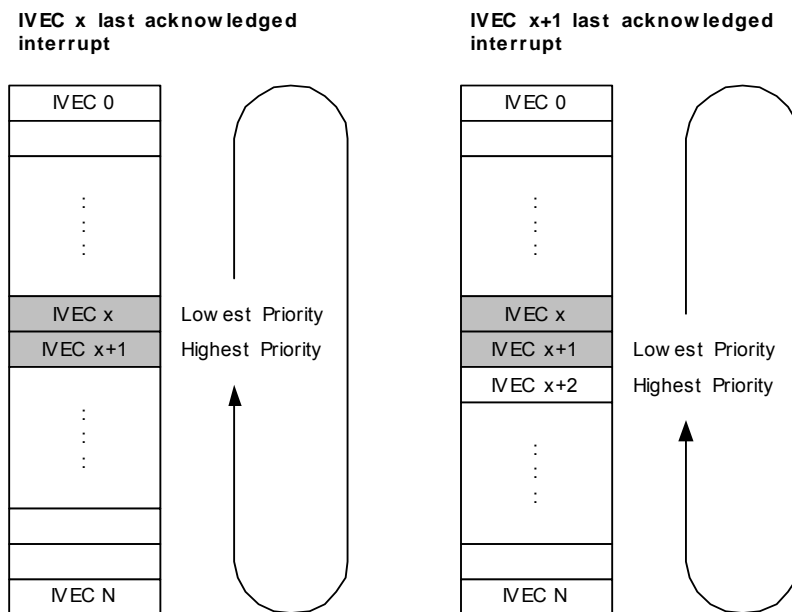 IVEC x last acknowledged
interrupt
IVEC 0
IVEC x
Lowest Priority
IVEC x+1
Highest Priority
IVEC N
IVEC x+1 last acknowledged
interrupt
IVEC 0
IVEC x
IVEC x+1
Lowest Priority
IVEC x+2
Highest Priority
IVEC N